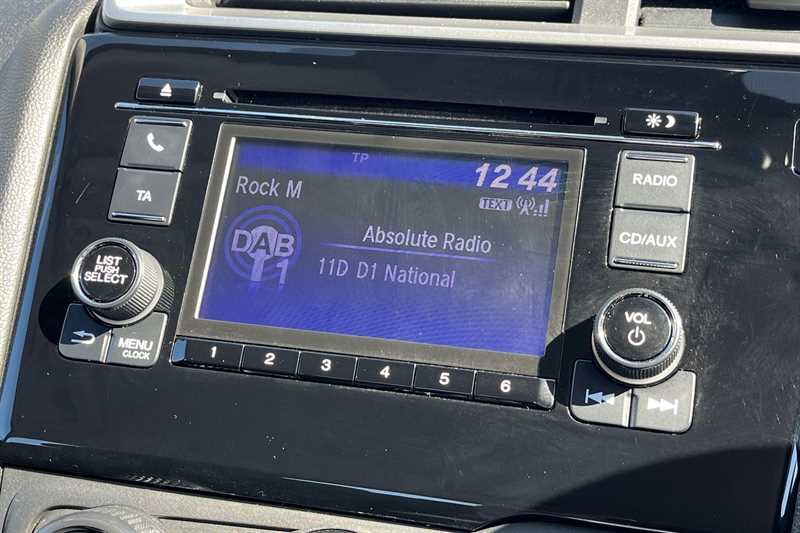 TP
12 44
Rock M
TEXT
DAB
1
Absolute Radio
11D D1 National
TA
LIST
PUSH
SELECT
MENU
CLOCK
RADIO
CD/AUX
VOL
1 2 3 4 5 6